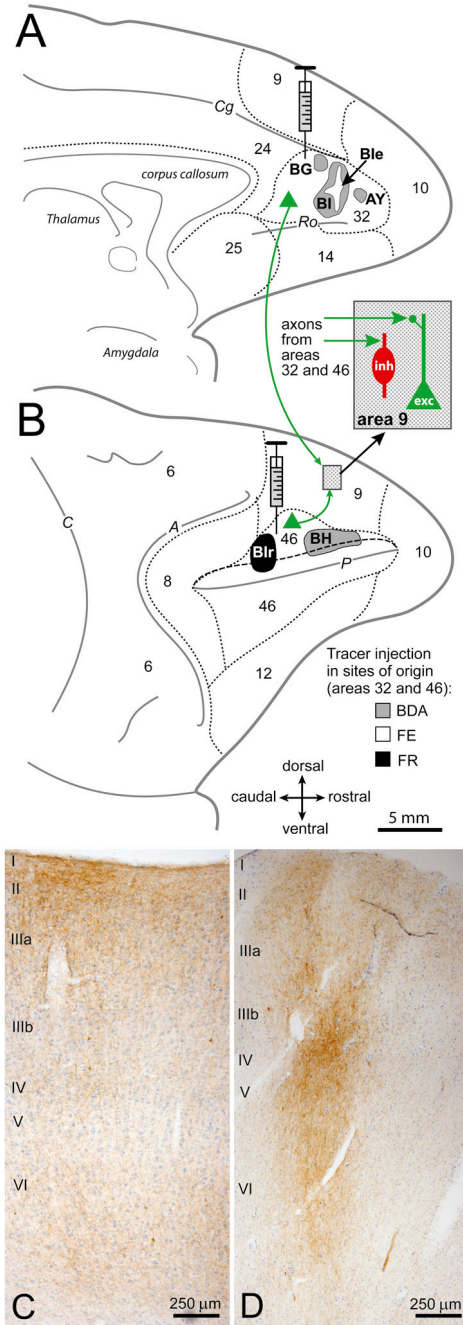 A
9
Cg
24
BG
Ble
corpus callosum
10
Thalamus
BI
AY
32
Ro
25
14
axons
from
areas
32 and 46
inh
exc
area 9
Amygdala
B
6
9
C
A
46
BH
BIr
10
P
8
46
6
12
Tracer injection
in sites of origin
(areas 32 and 46):
BDA
FE
FR
dorsal
caudal
rostral
ventral
5 mm
I
II
IIIa
IIIb
IV
V
VI
C
250 µm
I
II
IIIa
IIIb
IV
V
VI
D
250 µm